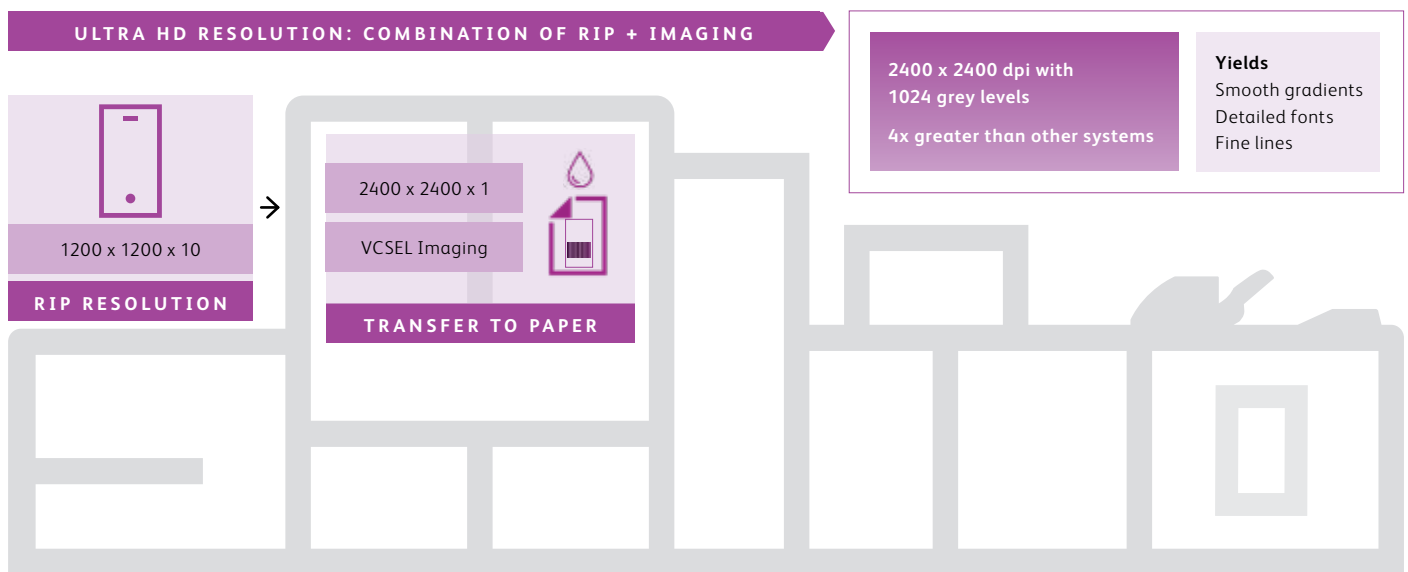 ULTRA HD RESOLUTION: COMBINATION OF RIP + IMAGING
2400 x 2400 dpi with
1024 grey levels
4x greater than other systems
Yields
Smooth gradients
Detailed fonts
Fine lines
1200 x 1200 x 10
RIP RESOLUTION
2400 x 2400 x 1
VCSEL Imaging
TRANSFER TO PAPER